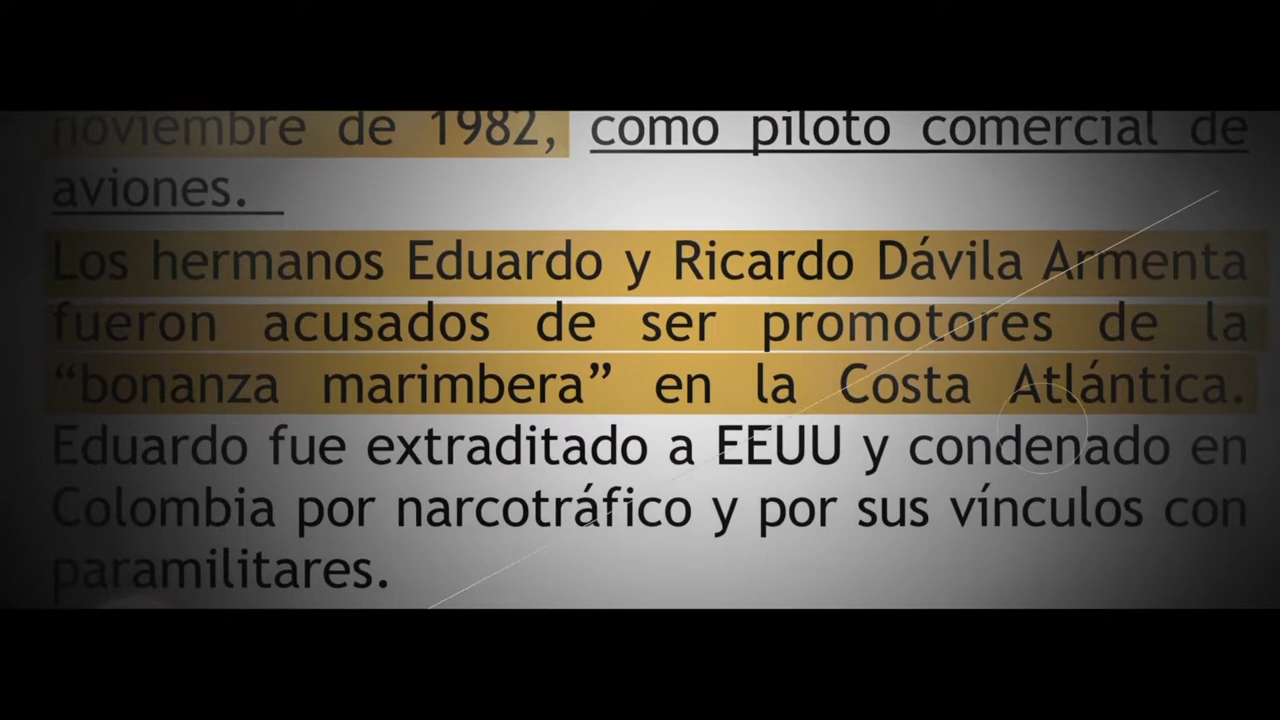 noviembre de 1982, como piloto comercial de
aviones.
Los hermanos Eduardo y Ricardo Dávila Armenta
fueron acusados de ser promotores de la
“bonanza marimbera” en la Costa Atlántica.
Eduardo fue extraditado a EEUU y condenado en
Colombia por narcotráfico y por sus vínculos con
paramilitares.